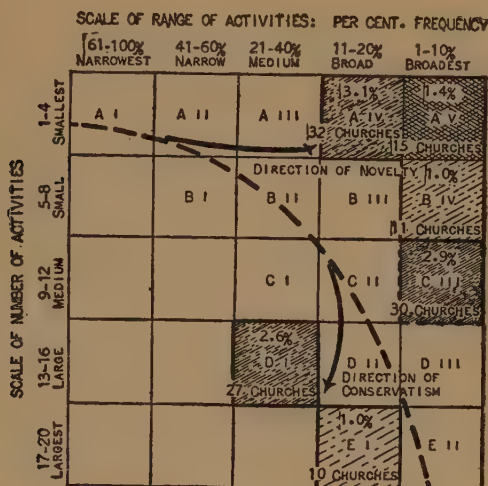 SCALE OF RANGE OF ACTIVITIES: PER CENT. FREQUENCY
61-100% 41-60% 21-40% 11-20% 1-10%
NARROWEST NARROW MEDIUM BROAD BROADEST
SCALE OF NUMBER OF ACTIVITIES
1-4
SMALLEST
3.1% 1.4%
A I A II A III A IV A V
32 CHURCHES 15 CHURCHES
DIRECTION OF NOVELTY
5-8
SMALL
1.0%
B I B II B III B IV
11 CHURCHES
9-12
MEDIUM
2.9%
C I C II C III
30 CHURCHES
13-16
LARGE
2.6%
D I D II D III
27 CHURCHES
DIRECTION OF
CONSERVATISM
17-20
LARGEST
1.0%
E I E II
10 CHURCHES